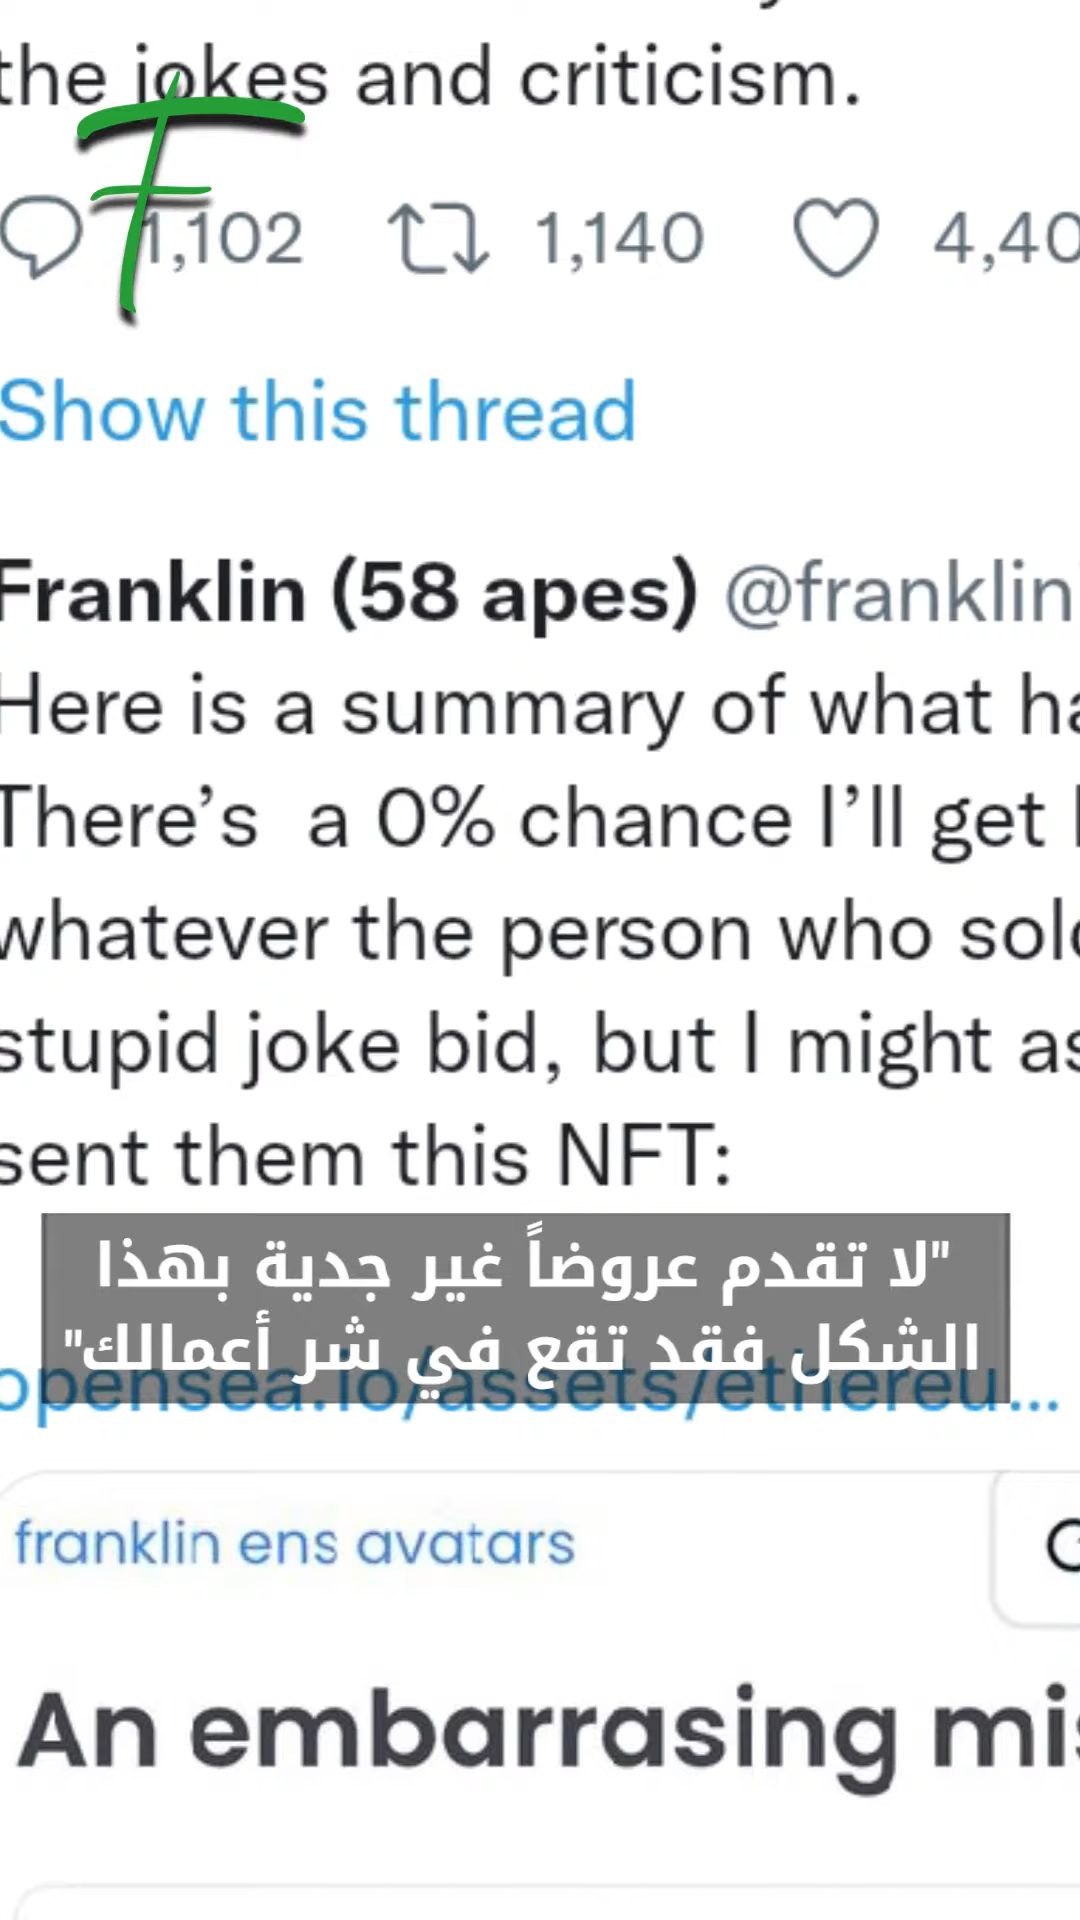 the jokes and criticism.
F
1,102 1,140 4,40
Show this thread
Franklin (58 apes) @franklin
Here is a summary of what
There's a 0% chance I'll get
whatever the person who
stupid joke bid, but I might
sent them this NFT:
"لا تقدم عروضاً غير جدية بهذا
الشكل فقد تقع في شر أعمالك"
opensea.io/assets/ethereu...
franklin ens avatars
An embarrasing